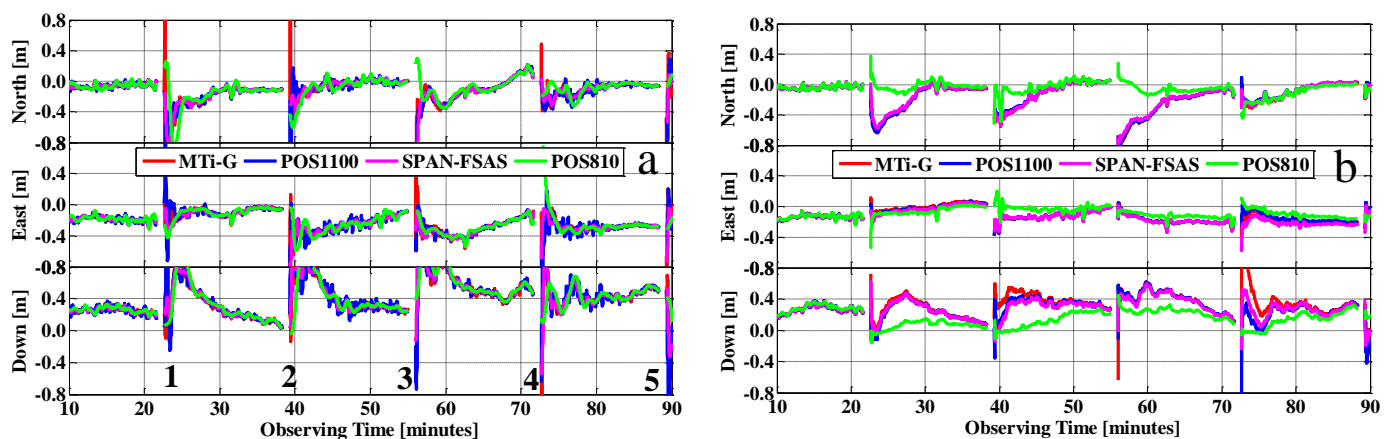 0.8
0.4
0.0
-0.4
-0.8
North [m]
MTi-G POS1100 SPAN-FSAS POS810
a
0.0
-0.4
-0.8
East [m]
0.4
0.0
-0.4
-0.8
Down [m]
1 2 3 4 5
10 20 30 40 50 60 70 80 90
Observing Time [minutes]
0.8
0.4
0.0
-0.4
-0.8
North [m]
MTi-G POS1100 SPAN-FSAS POS810
b
0.4
0.0
-0.4
-0.8
East [m]
0.4
0.0
-0.4
-0.8
Down [m]
10 20 30 40 50 60 70 80 90
Observing Time [minutes]